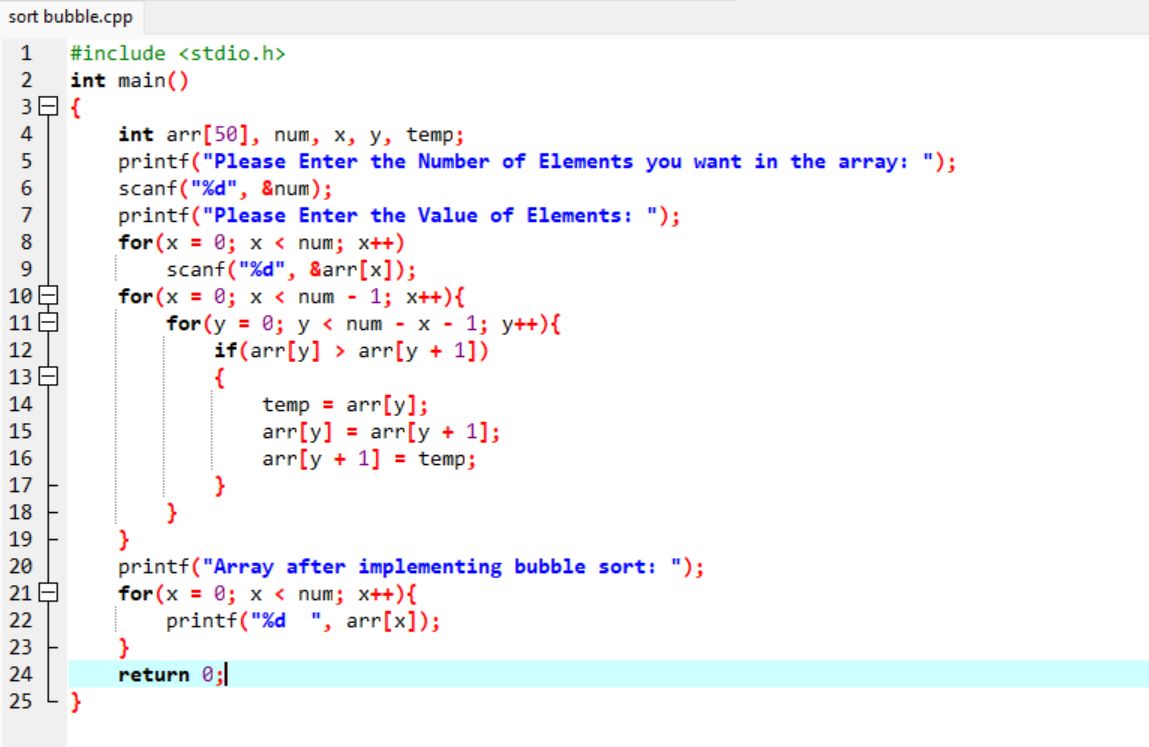 sort bubble.cpp
1 #include <stdio.h>
2 int main()
3 {
4     int arr[50], num, x, y, temp;
5     printf("Please Enter the Number of Elements you want in the array: ");
6     scanf("%d", &num);
7     printf("Please Enter the Value of Elements: ");
8     for(x = 0; x < num; x++)
9         scanf("%d", &arr[x]);
10     for(x = 0; x < num - 1; x++){
11         for(y = 0; y < num - x - 1; y++){
12             if(arr[y] > arr[y + 1])
13             {
14                 temp = arr[y];
15                 arr[y] = arr[y + 1];
16                 arr[y + 1] = temp;
17             }
18         }
19     }
20     printf("Array after implementing bubble sort: ");
21     for(x = 0; x < num; x++){
22         printf("%d  ", arr[x]);
23     }
24     return 0;
25 }